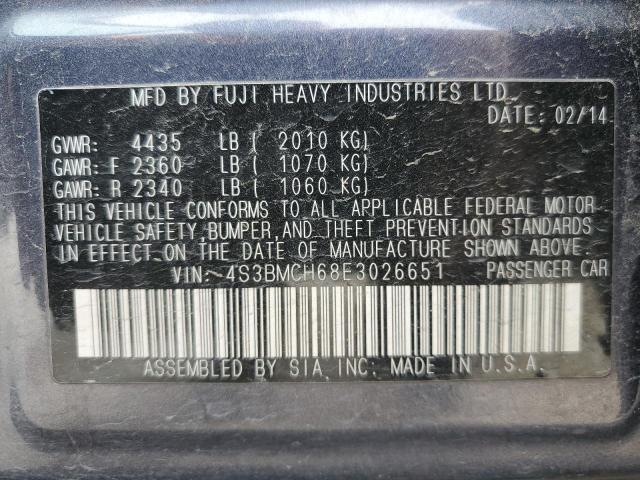 MFD BY FUJI HEAVY INDUSTRIES LTD.
DATE: 02/14
GVWR: 4435 LB ( 2010 KG)
GAWR: F 2360 LB ( 1070 KG)
GAWR: R 2340 LB ( 1060 KG)
THIS VEHICLE CONFORMS TO ALL APPLICABLE FEDERAL MOTOR
VEHICLE SAFETY, BUMPER, AND THEFT PREVENTION STANDARDS
IN EFFECT ON THE DATE OF MANUFACTURE SHOWN ABOVE.
VIN: 4S3BMCH68E3026651 PASSENGER CAR
ASSEMBLED BY SIA, INC. MADE IN U.S.A.